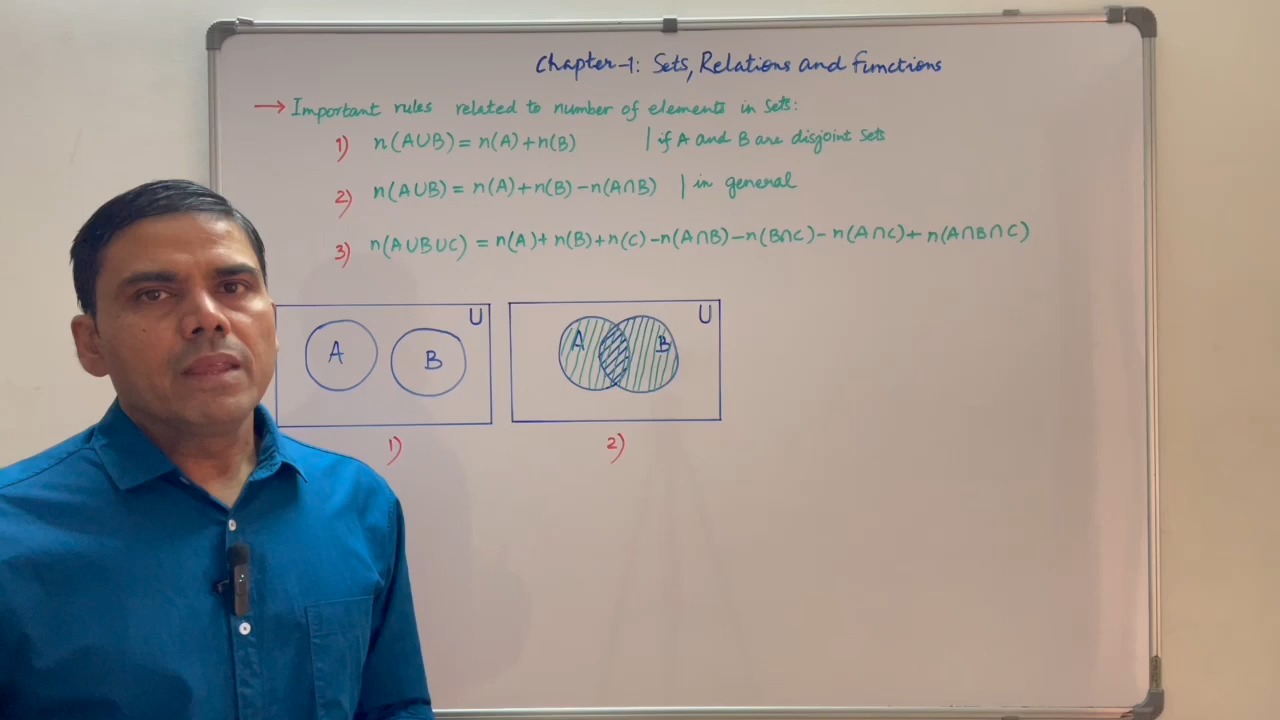 Chapter-1: Sets, Relations and Functions
→ Important rules related to number of elements in sets:
1) n(A∪B) = n(A)+n(B) | if A and B are disjoint sets
2) n(A∪B) = n(A)+n(B)-n(A∩B) | in general
3) n(A∪B∪C) = n(A)+n(B)+n(C)-n(A∩B)-n(B∩C)-n(A∩C)+n(A∩B∩C)
A B U
A B U
1) 2)